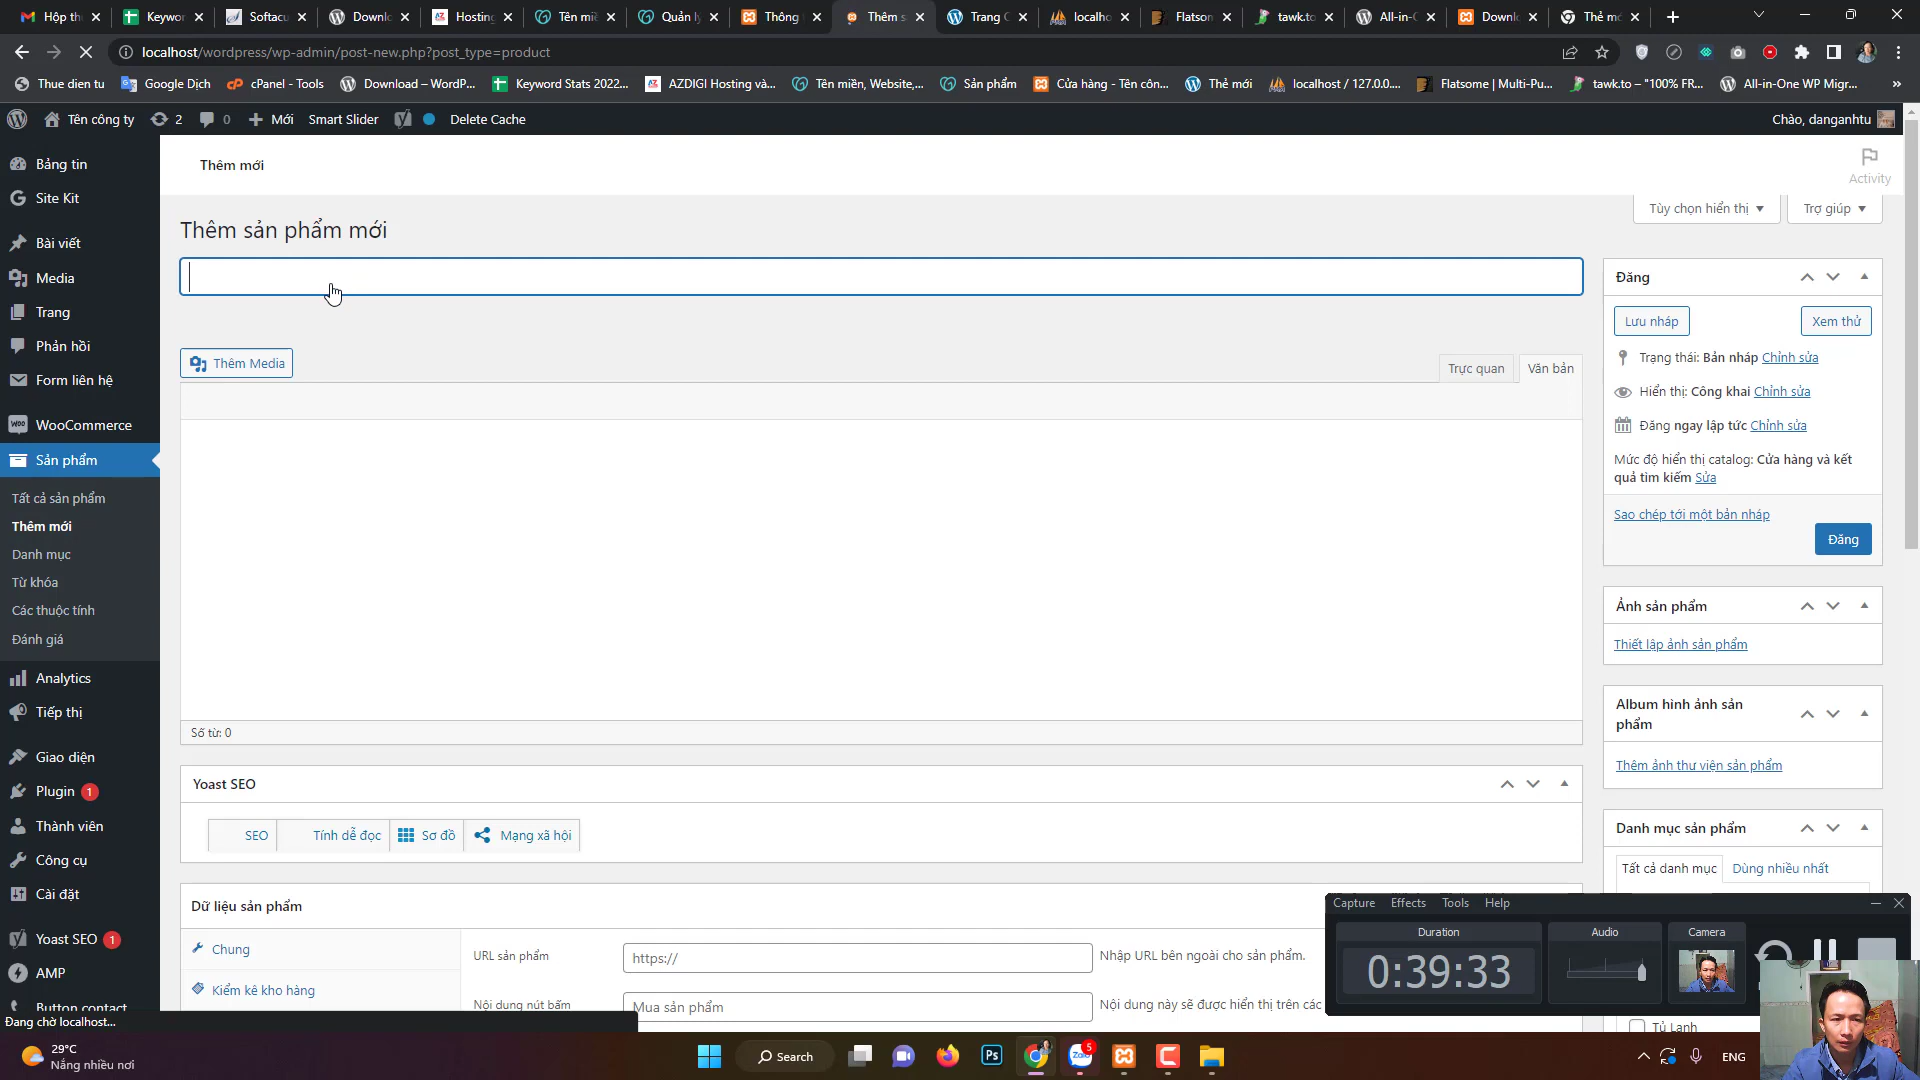 Hộp th
Keywor
Softacu
Downlo
Hosting
Tên mi
Quản lý
Thông
Thêm s
Trang C
localho
Flatsom
tawk.to
All-in-O
Downl
Thẻ mớ
localhost/wordpress/wp-admin/post-new.php?post_type=product
Thue dien tu
Google Dịch
cPanel - Tools
Download – WordP...
Keyword Stats 2022...
AZDIGI Hosting và...
Tên miền, Website,...
Sản phẩm
Cửa hàng - Tên côn...
Thẻ mới
localhost / 127.0.0....
Flatsome | Multi-Pu...
tawk.to – "100% FR...
All-in-One WP Migr...
»
Tên công ty
2
0
Mới
Smart Slider
Delete Cache
Chào, danganhtu
Bảng tin
Site Kit
Bài viết
Media
Trang
Phản hồi
Form liên hệ
WooCommerce
Sản phẩm
Tất cả sản phẩm
Thêm mới
Danh mục
Từ khóa
Các thuộc tính
Đánh giá
Analytics
Tiếp thị
Giao diện
Plugin 1
Thành viên
Công cụ
Cài đặt
Yoast SEO 1
AMP
Button contact
Đang chờ localhost...
Thêm mới
Activity
Tùy chọn hiển thị
Trợ giúp
Thêm sản phẩm mới
Thêm Media
Trực quan
Văn bản
Số từ: 0
Yoast SEO
SEO
Tính dễ đọc
Sơ đồ
Mạng xã hội
Dữ liệu sản phẩm
Chung
Kiểm kê kho hàng
URL sản phẩm
https://
Nhập URL bên ngoài cho sản phẩm.
Nội dung nút bấm
Mua sản phẩm
Nội dung này sẽ được hiển thị trên các
Đăng
Lưu nháp
Xem thử
Trạng thái: Bản nháp Chỉnh sửa
Hiển thị: Công khai Chỉnh sửa
Đăng ngay lập tức Chỉnh sửa
Mức độ hiển thị catalog: Cửa hàng và kết
quả tìm kiếm Sửa
Sao chép tới một bản nháp
Đăng
Ảnh sản phẩm
Thiết lập ảnh sản phẩm
Album hình ảnh sản
phẩm
Thêm ảnh thư viện sản phẩm
Danh mục sản phẩm
Tất cả danh mục
Dùng nhiều nhất
Tủ Lạnh
Capture
Effects
Tools
Help
Duration
Audio
Camera
0:39:33
29°C
Nắng nhiều nơi
Search
Ps
Zalo
5
ENG